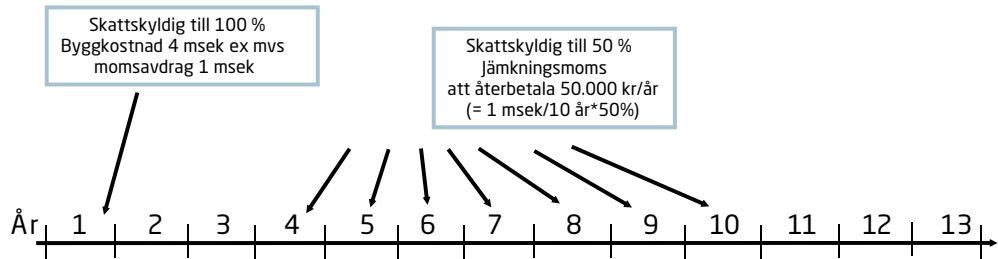 Skattskyldig till 100 %
Byggkostnad 4 msek ex mvs
momsavdrag 1 msek
Skattskyldig till 50 %
Jämkningsmoms
att återbetala 50.000 kr/år
(= 1 msek/10 år*50%)
År 1 2 3 4 5 6 7 8 9 10 11 12 13